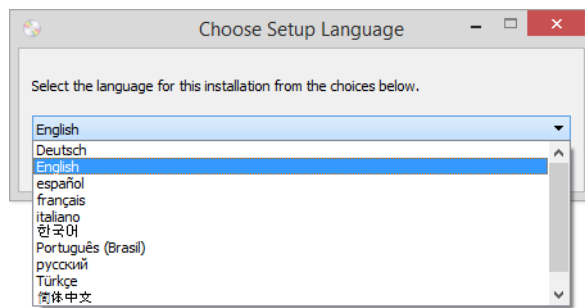 Choose Setup Language
Select the language for this installation from the choices below.
English
Deutsch
English
español
français
italiano
한국어
Português (Brasil)
русский
Türkçe
简体中文